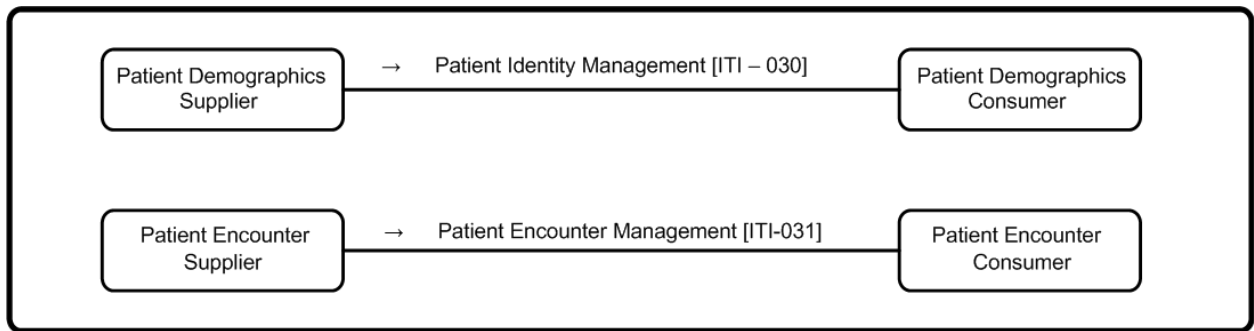 Patient Demographics
Supplier
→ Patient Identity Management [ITI – 030]
Patient Demographics
Consumer
Patient Encounter
Supplier
→ Patient Encounter Management [ITI-031]
Patient Encounter
Consumer